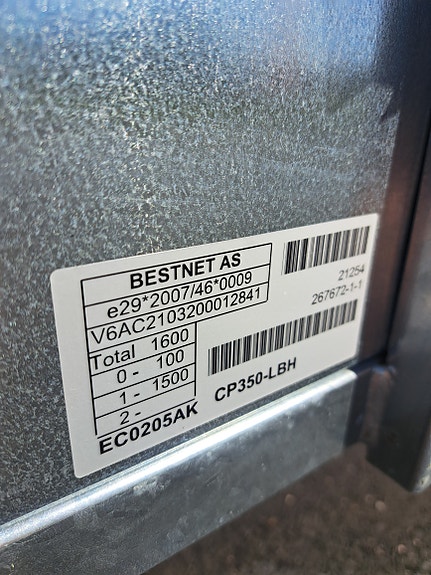 BESTNET AS
e29*2007/46*0009
V6AC2103200012841
Total 1600
0 - 100
1 - 1500
2 -
EC0205AK
21254
267672-1-1
CP350-LBH